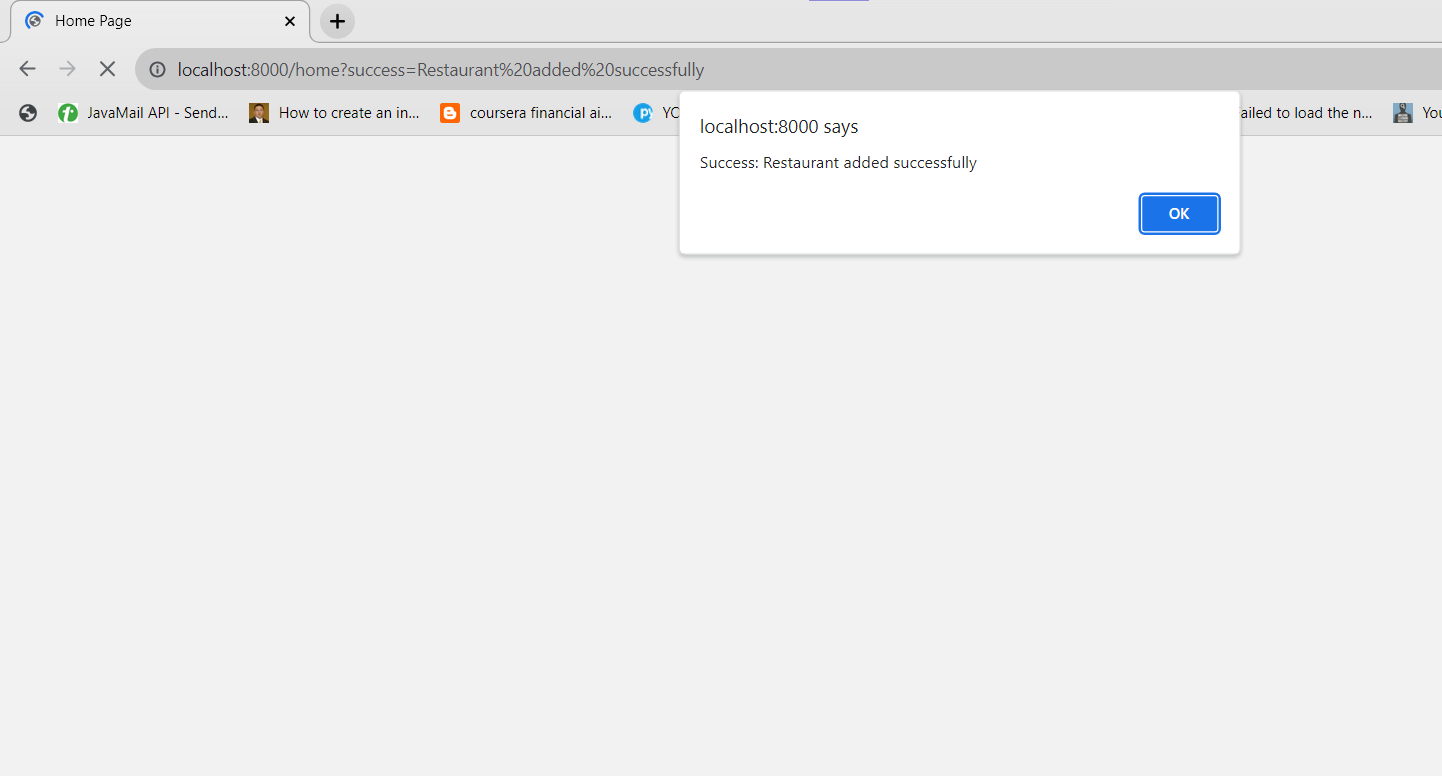 Home Page
localhost:8000/home?success=Restaurant%20added%20successfully
JavaMail API - Send... How to create an in... coursera financial ai... YO ailed to load the n... You
localhost:8000 says
Success: Restaurant added successfully
OK